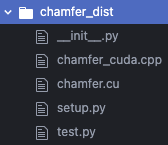 chamfer_dist
__init__.py
chamfer_cuda.cpp
chamfer.cu
setup.py
test.py